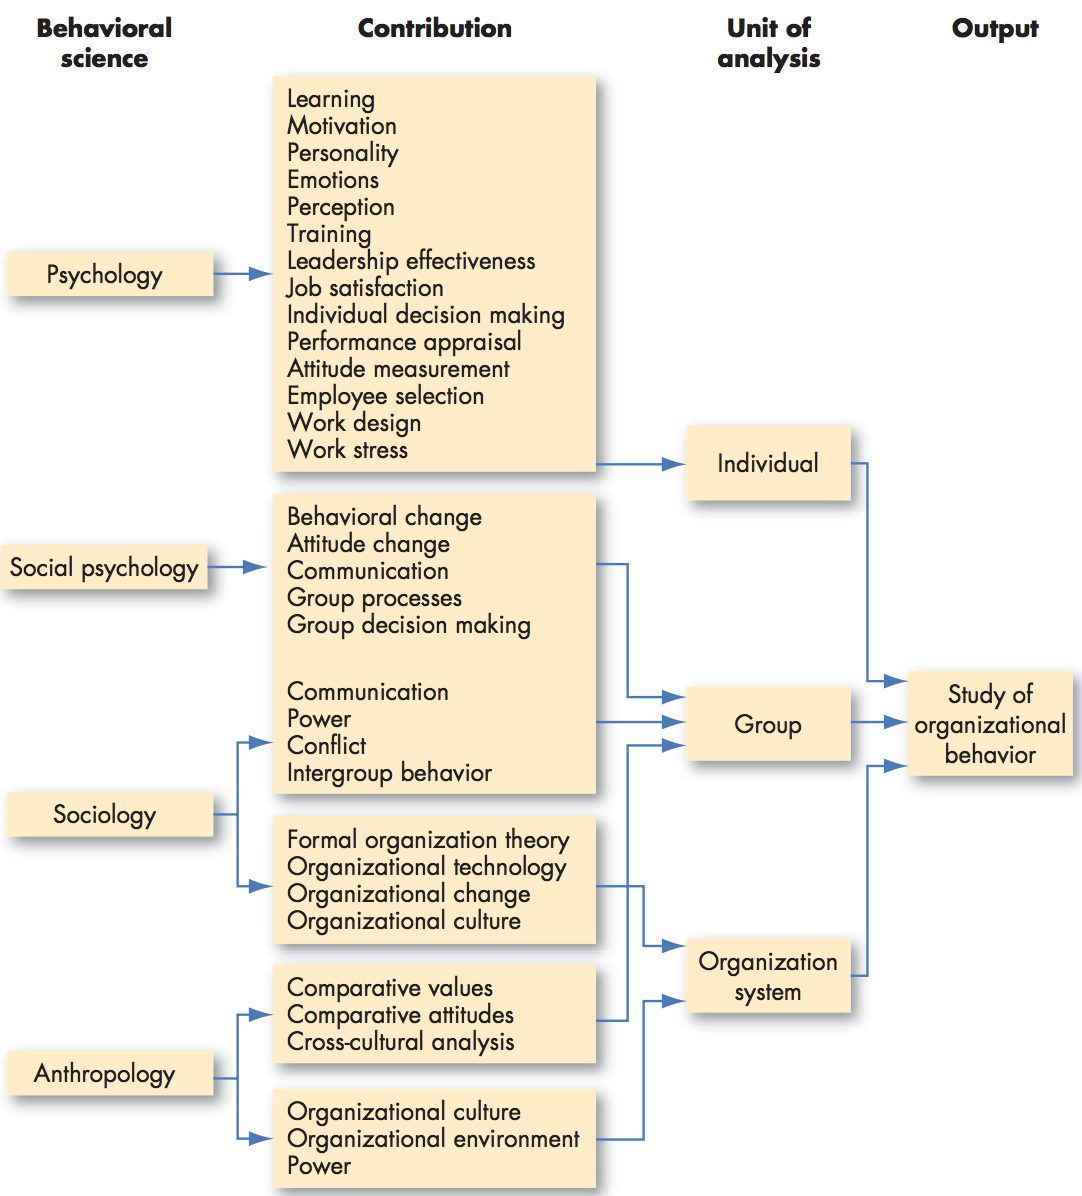 Behavioral
science
Contribution
Unit of
analysis
Output
Psychology
Learning
Motivation
Personality
Emotions
Perception
Training
Leadership effectiveness
Job satisfaction
Individual decision making
Performance appraisal
Attitude measurement
Employee selection
Work design
Work stress
Individual
Social psychology
Behavioral change
Attitude change
Communication
Group processes
Group decision making
Communication
Power
Conflict
Intergroup behavior
Group
Study of
organizational
behavior
Sociology
Formal organization theory
Organizational technology
Organizational change
Organizational culture
Organization
system
Anthropology
Comparative values
Comparative attitudes
Cross-cultural analysis
Organizational culture
Organizational environment
Power